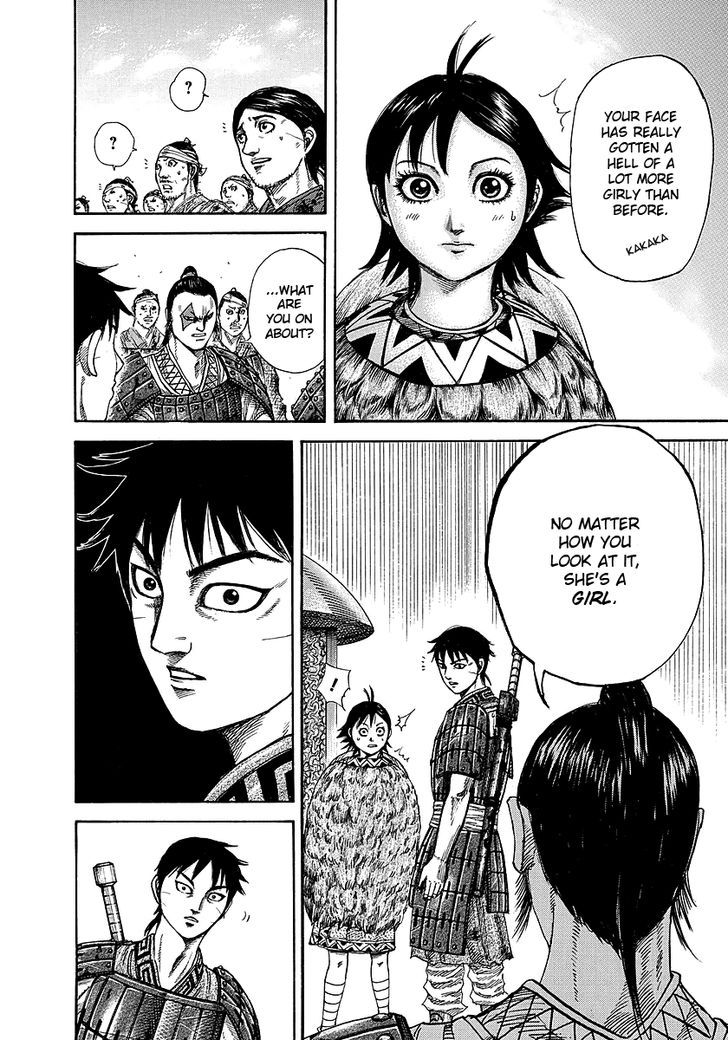 YOUR FACE
HAS REALLY
GOTTEN A
HELL OF A
LOT MORE
GIRLY THAN
BEFORE.
KAKAKA
?
?
...WHAT
ARE
YOU ON
ABOUT?
NO MATTER
HOW YOU
LOOK AT IT,
SHE'S A
GIRL.
!